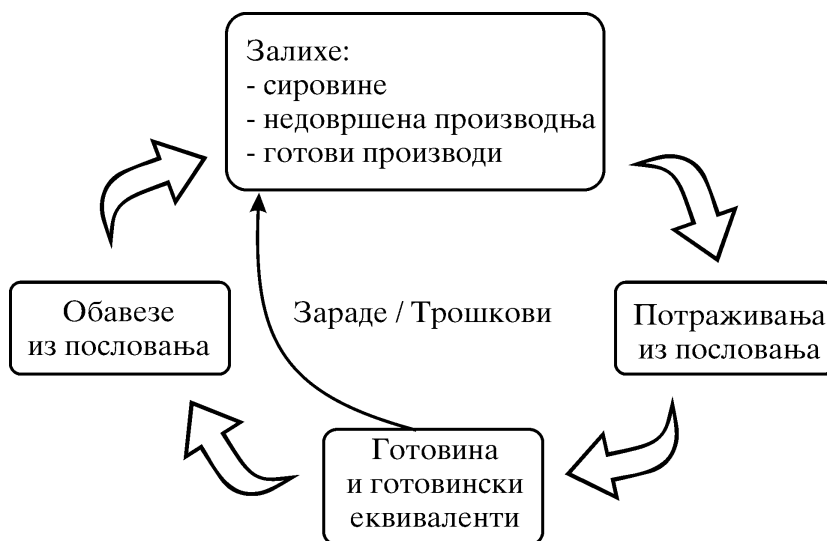 Залихе:
- сировине
- недовршена производња
- готови производи
Обавезе
из пословања
Зараде / Трошкови
Потраживања
из пословања
Готовина
и готовински
еквиваленти